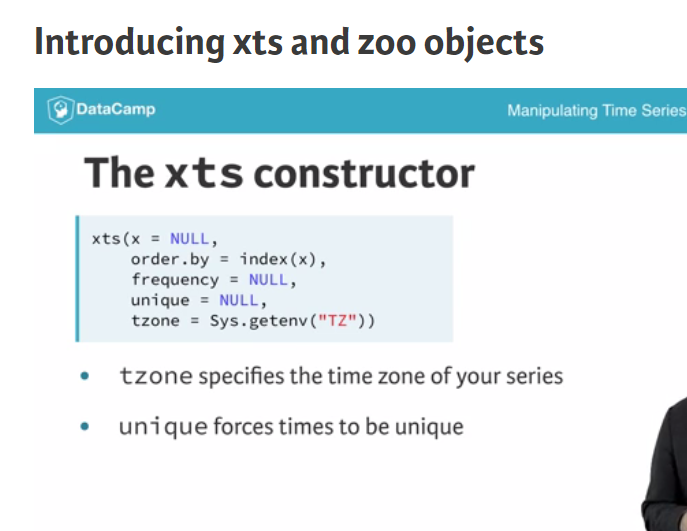 Introducing xts and zoo objects
DataCamp
Manipulating Time Series
The xts constructor
xts(x = NULL,
order.by = index(x),
frequency = NULL,
unique = NULL,
tzone = Sys.getenv("TZ"))
• tzone specifies the time zone of your series
• unique forces times to be unique